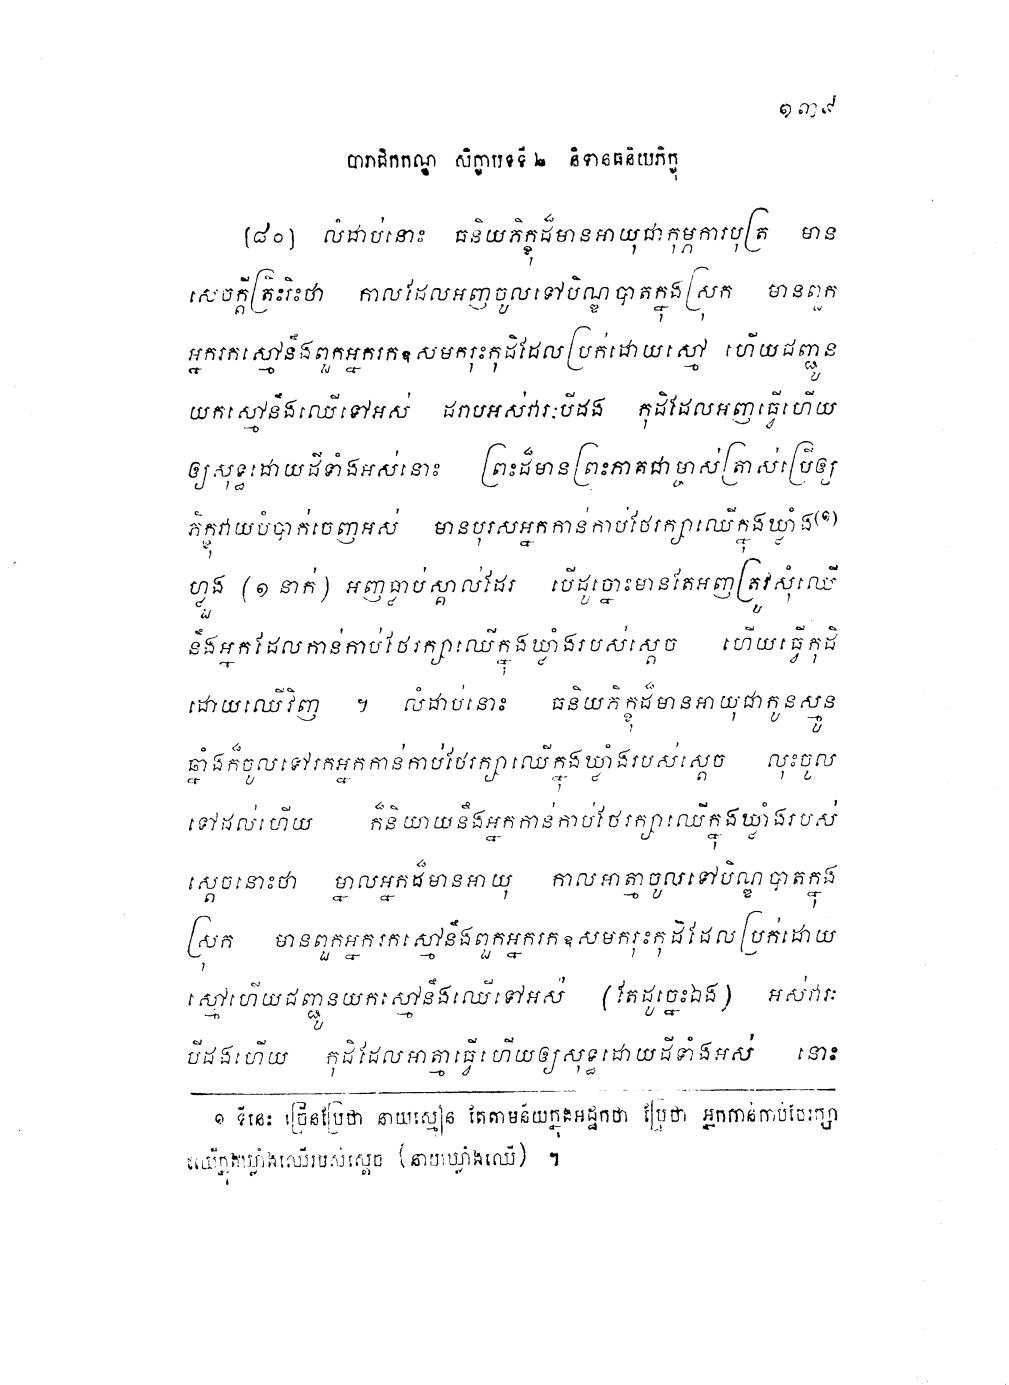 ១៣៩
បារាជិកកណ្ឌ សិក្ខាបទទី ២ និទានធនិយភិក្ខុ
[៨០] លំដាប់នោះ ធនិយភិក្ខុដ៏មានអាយុជាកុម្ភការបុត្រ មាន
សេចក្តីត្រិះរិះថា កាលដែលអញចូលទៅបិណ្ឌបាតក្នុងស្រុក មានពួក
អ្នករកស្មៅនឹងពួកអ្នករកឧសមករុះកុដិដែលប្រក់ដោយស្មៅ ហើយជញ្ជូន
យកស្មៅនឹងឈើទៅអស់ ដរាបអស់វារៈបីដង កុដិដែលអញធ្វើហើយ
ឲ្យសុទ្ធដោយដីទាំងអស់នោះ ព្រះដ៏មានព្រះភាគជាម្ចាស់ត្រាស់ប្រើឲ្យ
ភិក្ខុវាយបំបាក់ចេញអស់ មានបុរសអ្នកកាន់កាប់ថែរក្សាឈើក្នុងឃ្លាំង(១)
ហ្លួង (១ នាក់) អញធ្លាប់ស្គាល់ដែរ បើដូច្នោះមានតែអញត្រូវសុំឈើ
នឹងអ្នកដែលកាន់កាប់ថែរក្សាឈើក្នុងឃ្លាំងរបស់ស្តេច ហើយធ្វើកុដិ
ដោយឈើវិញ ។ លំដាប់នោះ ធនិយភិក្ខុដ៏មានអាយុជាកូនស្មូន
ឆ្នាំងក៏ចូលទៅរកអ្នកកាន់កាប់ថែរក្សាឈើក្នុងឃ្លាំងរបស់ស្តេច លុះចូល
ទៅដល់ហើយ ក៏និយាយនឹងអ្នកកាន់កាប់ថែរក្សាឈើក្នុងឃ្លាំងរបស់
ស្តេចនោះថា ម្នាលអ្នកដ៏មានអាយុ កាលអាត្មាចូលទៅបិណ្ឌបាតក្នុង
ស្រុក មានពួកអ្នករកស្មៅនឹងពួកអ្នករកឧសមករុះកុដិដែលប្រក់ដោយ
ស្មៅហើយជញ្ជូនយកស្មៅនឹងឈើទៅអស់ (តែដូច្នេះឯង) អស់វារៈ
បីដងហើយ កុដិដែលអាត្មាធ្វើហើយឲ្យសុទ្ធដោយដីទាំងអស់ នោះ
១ ទីនេះ ច្រើនប្រែថា នាយស្មៀន តែតាមន័យក្នុងអដ្ឋកថា ប្រែថា អ្នកកាន់កាប់ថែរក្សា
ឈើក្នុងឃ្លាំងឈើរបស់ស្តេច (នាយឃ្លាំងឈើ) ។